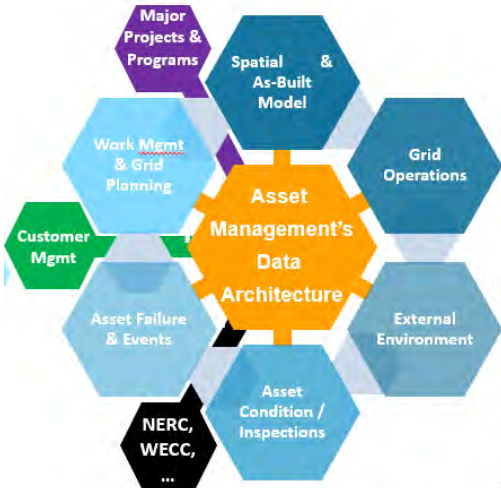 Major
Projects &
Programs
Spatial &
As-Built
Model
Work Mgmt
& Grid
Planning
Grid
Operations
Asset
Management's
Data
Architecture
Customer
Mgmt
Asset Failure
& Events
External
Environment
Asset
Condition /
Inspections
NERC,
WECC,
...